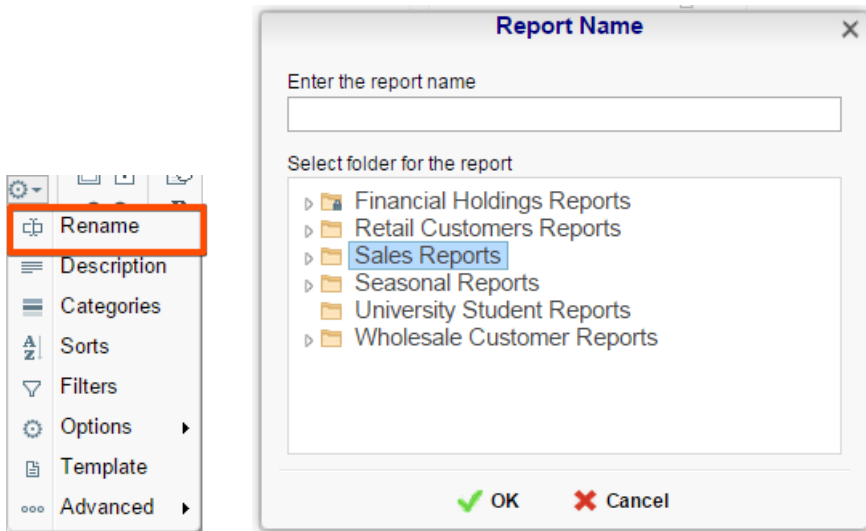 Rename
Description
Categories
Sorts
Filters
Options
Template
Advanced
Report Name
Enter the report name
Select folder for the report
Financial Holdings Reports
Retail Customers Reports
Sales Reports
Seasonal Reports
University Student Reports
Wholesale Customer Reports
OK
Cancel